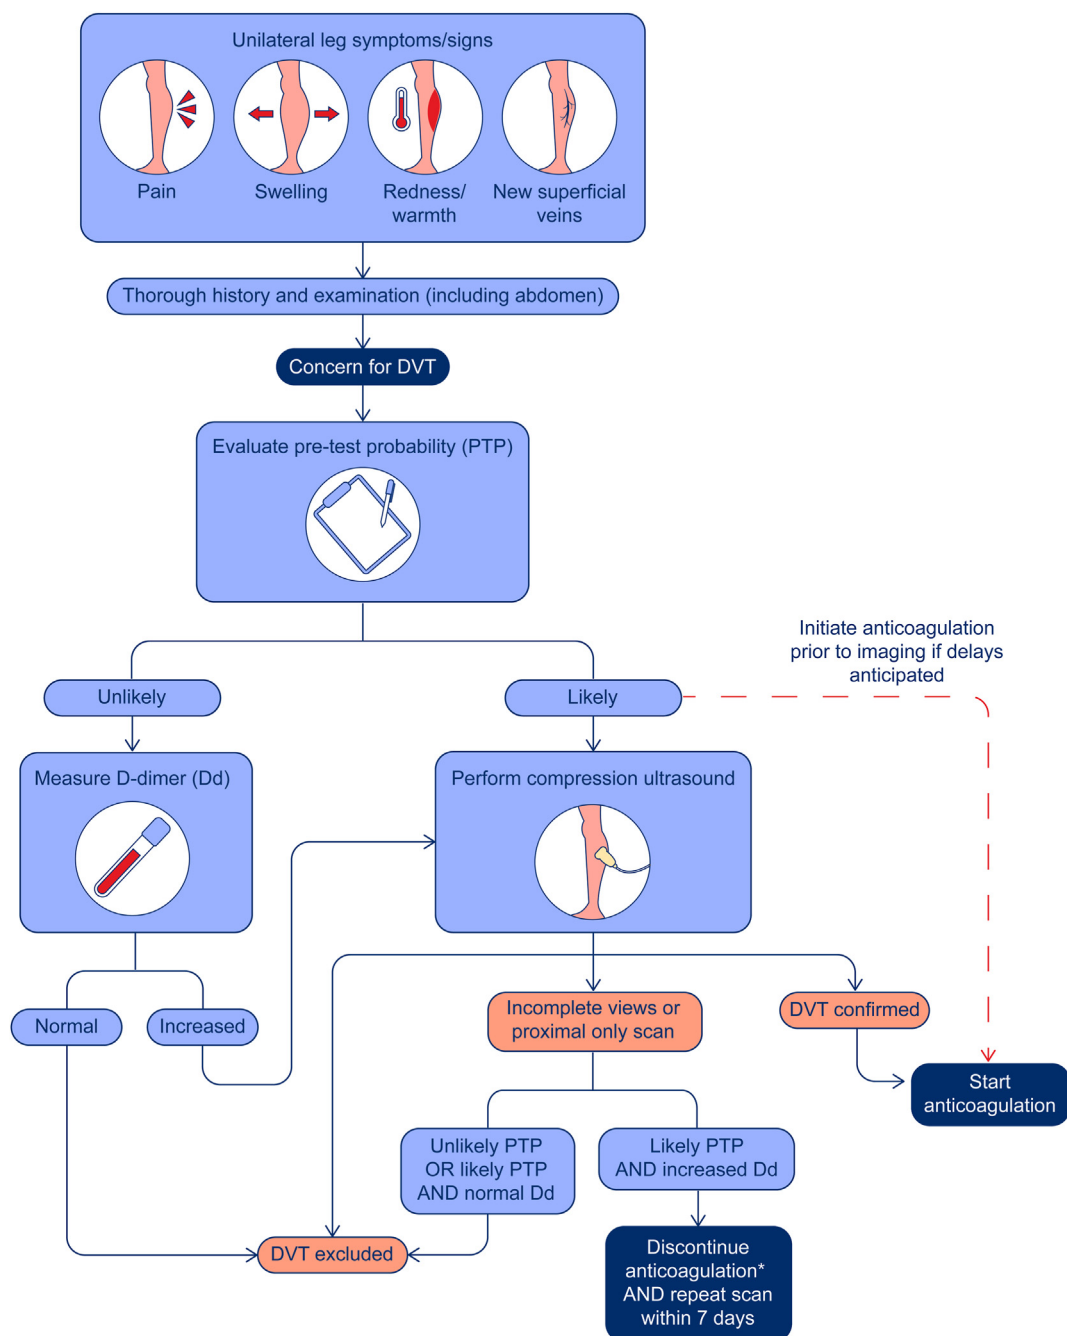 Unilateral leg symptoms/signs
Pain
Swelling
Redness/
warmth
New superficial
veins
Thorough history and examination (including abdomen)
Concern for DVT
Evaluate pre-test probability (PTP)
Initiate anticoagulation
prior to imaging if delays
anticipated
Unlikely
Likely
Measure D-dimer (Dd)
Perform compression ultrasound
Normal
Increased
Incomplete views or
proximal only scan
DVT confirmed
Start
anticoagulation
Unlikely PTP
OR likely PTP
AND normal Dd
Likely PTP
AND increased Dd
DVT excluded
Discontinue
anticoagulation*
AND repeat scan
within 7 days